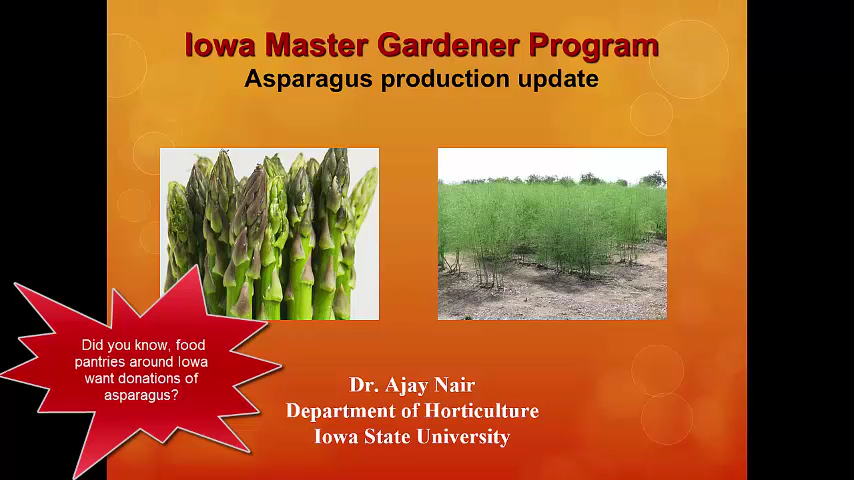 Iowa Master Gardener Program
Asparagus production update
Did you know, food
pantries around Iowa
want donations of
asparagus?
Dr. Ajay Nair
Department of Horticulture
Iowa State University